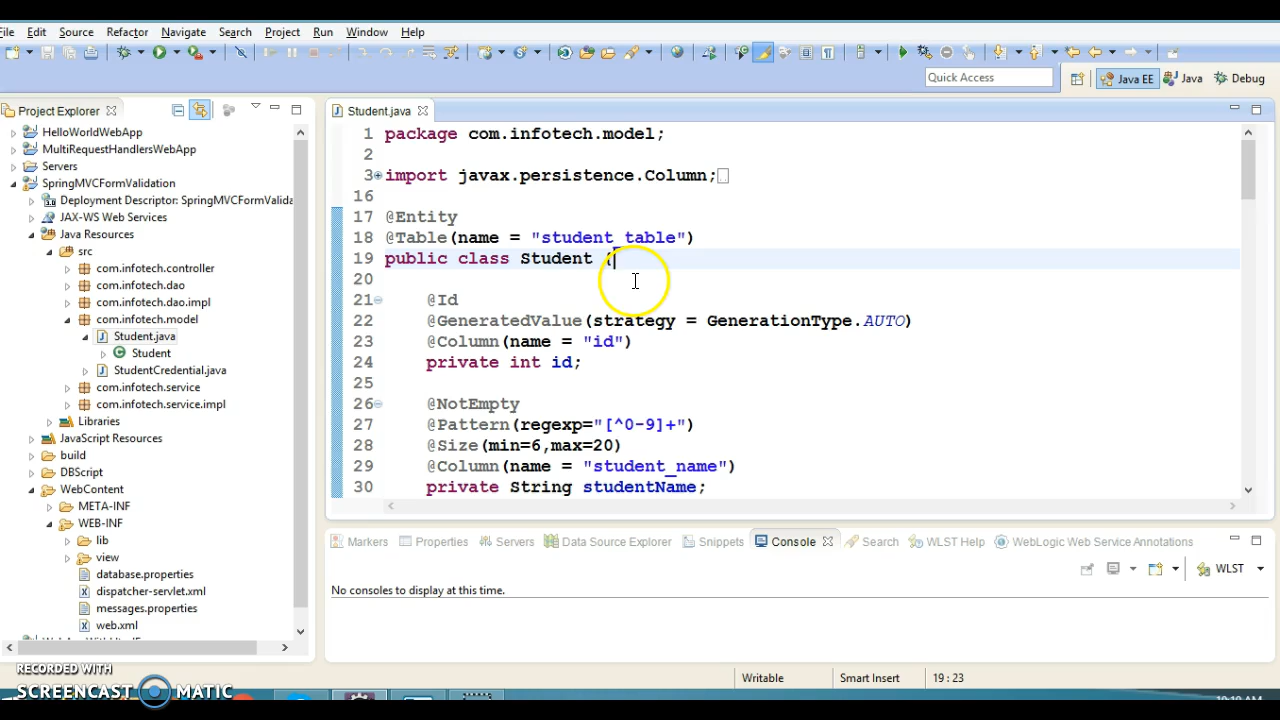 File Edit Source Refactor Navigate Search Project Run Window Help
Quick Access
Java EE
Java
Debug
Project Explorer
HelloWorldWebApp
MultiRequestHandlersWebApp
Servers
SpringMVCFormValidation
Deployment Descriptor: SpringMVCFormValida
JAX-WS Web Services
Java Resources
src
com.infotech.controller
com.infotech.dao
com.infotech.dao.impl
com.infotech.model
Student.java
Student
StudentCredential.java
com.infotech.service
com.infotech.service.impl
Libraries
JavaScript Resources
build
DBScript
WebContent
META-INF
WEB-INF
lib
view
database.properties
dispatcher-servlet.xml
messages.properties
web.xml
Student.java
1 package com.infotech.model;
2
3 import javax.persistence.Column;
16
17 @Entity
18 @Table(name = "student_table")
19 public class Student {
20
21 @Id
22 @GeneratedValue(strategy = GenerationType.AUTO)
23 @Column(name = "id")
24 private int id;
25
26 @NotEmpty
27 @Pattern(regexp="[^0-9]+")
28 @Size(min=6,max=20)
29 @Column(name = "student_name")
30 private String studentName;
Markers Properties Servers Data Source Explorer Snippets Console Search WLST Help WebLogic Web Service Annotations
WLST
No consoles to display at this time.
Writable Smart Insert 19 : 23
RECORDED WITH
SCREENCAST MATIC